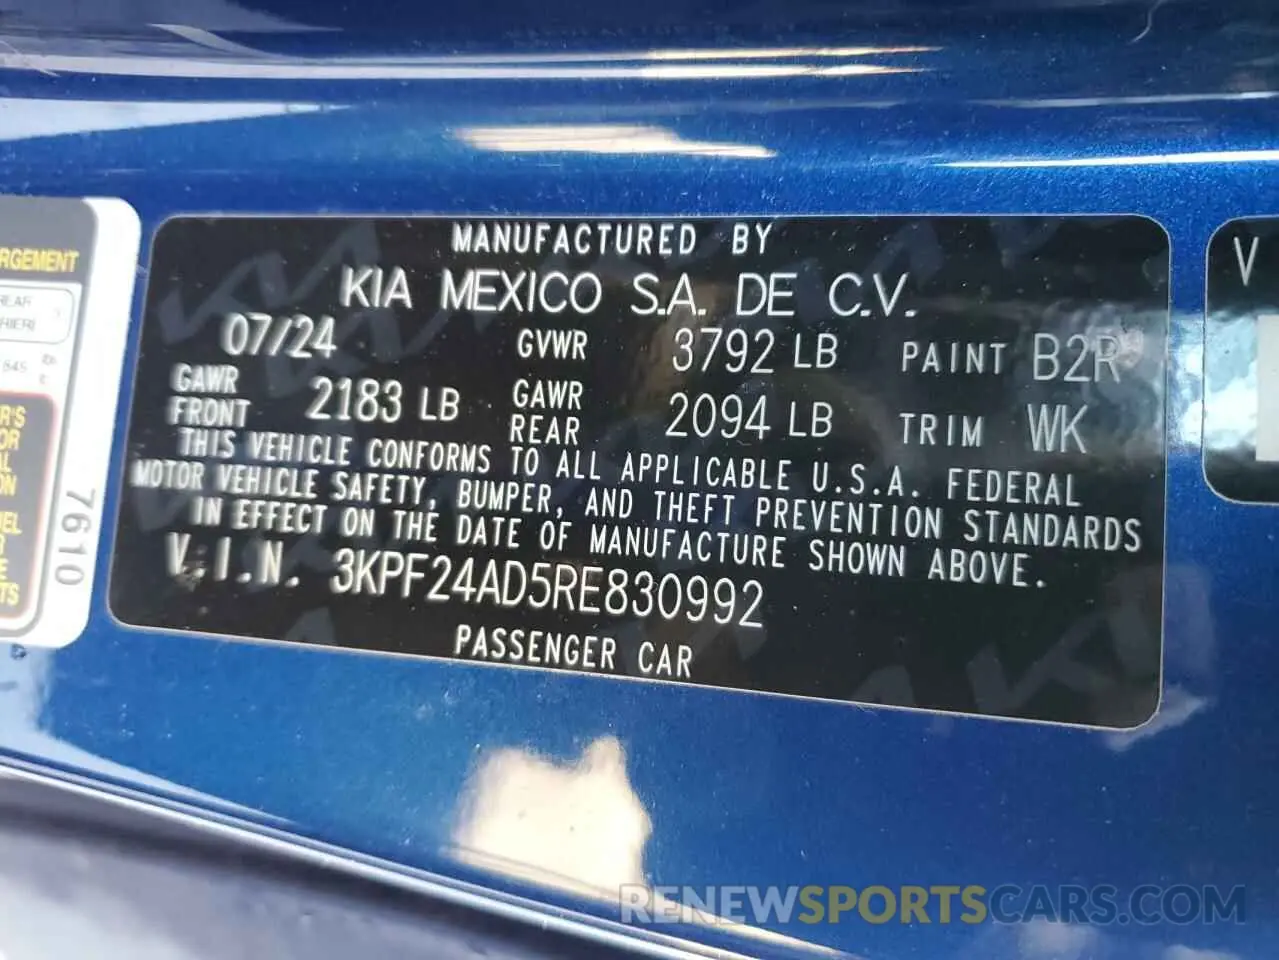 MANUFACTURED BY
KIA MEXICO S.A. DE C.V.
07/24 GVWR 3792 LB PAINT B2R
GAWR FRONT 2183 LB GAWR REAR 2094 LB TRIM WK
THIS VEHICLE CONFORMS TO ALL APPLICABLE U.S.A. FEDERAL
MOTOR VEHICLE SAFETY, BUMPER, AND THEFT PREVENTION STANDARDS
IN EFFECT ON THE DATE OF MANUFACTURE SHOWN ABOVE.
V.I.N. 3KPF24AD5RE830992
PASSENGER CAR
7610
V
RENEWSPORTSCARS.COM